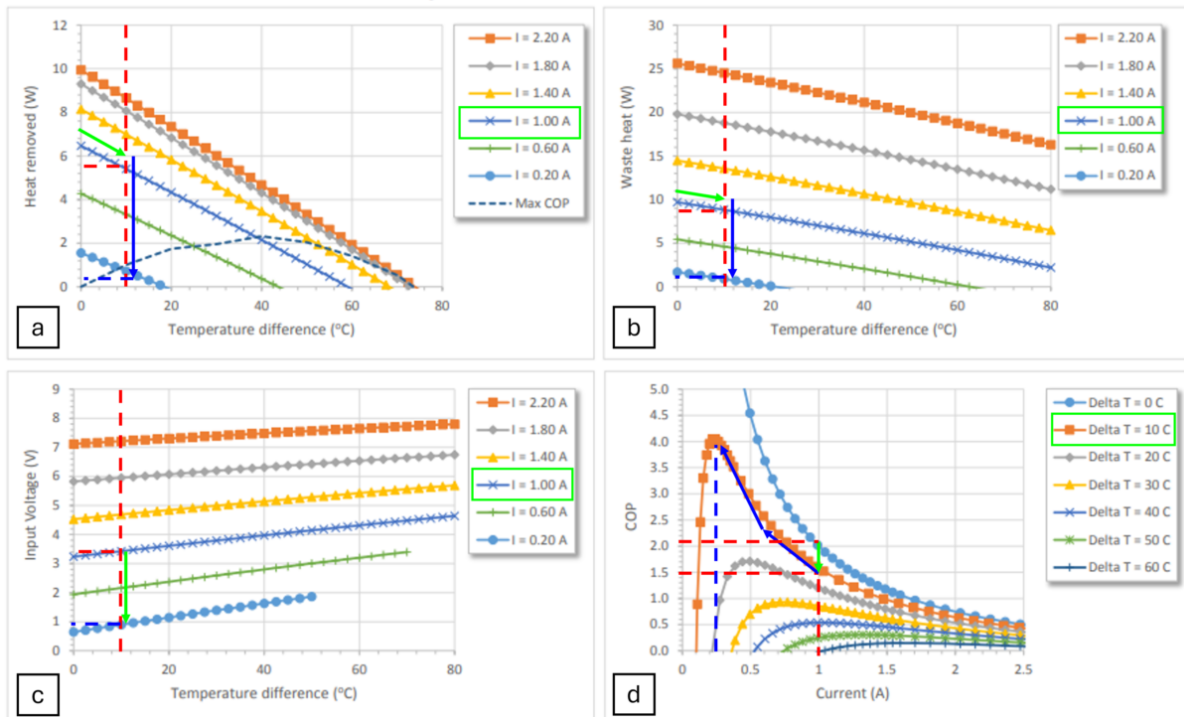 12
10
8
6
4
2
0
0
20
40
60
80
Heat removed (W)
Temperature difference (°C)
I = 2.20 A
I = 1.80 A
I = 1.40 A
I = 1.00 A
I = 0.60 A
I = 0.20 A
Max COP
a
30
25
20
15
10
5
0
0
20
40
60
80
Waste heat (W)
Temperature difference (°C)
I = 2.20 A
I = 1.80 A
I = 1.40 A
I = 1.00 A
I = 0.60 A
I = 0.20 A
b
9
8
7
6
5
4
3
2
1
0
0
20
40
60
80
Input Voltage (V)
Temperature difference (°C)
I = 2.20 A
I = 1.80 A
I = 1.40 A
I = 1.00 A
I = 0.60 A
I = 0.20 A
c
5.0
4.5
4.0
3.5
3.0
2.5
2.0
1.5
1.0
0.5
0.0
0
0.5
1
1.5
2
2.5
COP
Current (A)
Delta T = 0 C
Delta T = 10 C
Delta T = 20 C
Delta T = 30 C
Delta T = 40 C
Delta T = 50 C
Delta T = 60 C
d